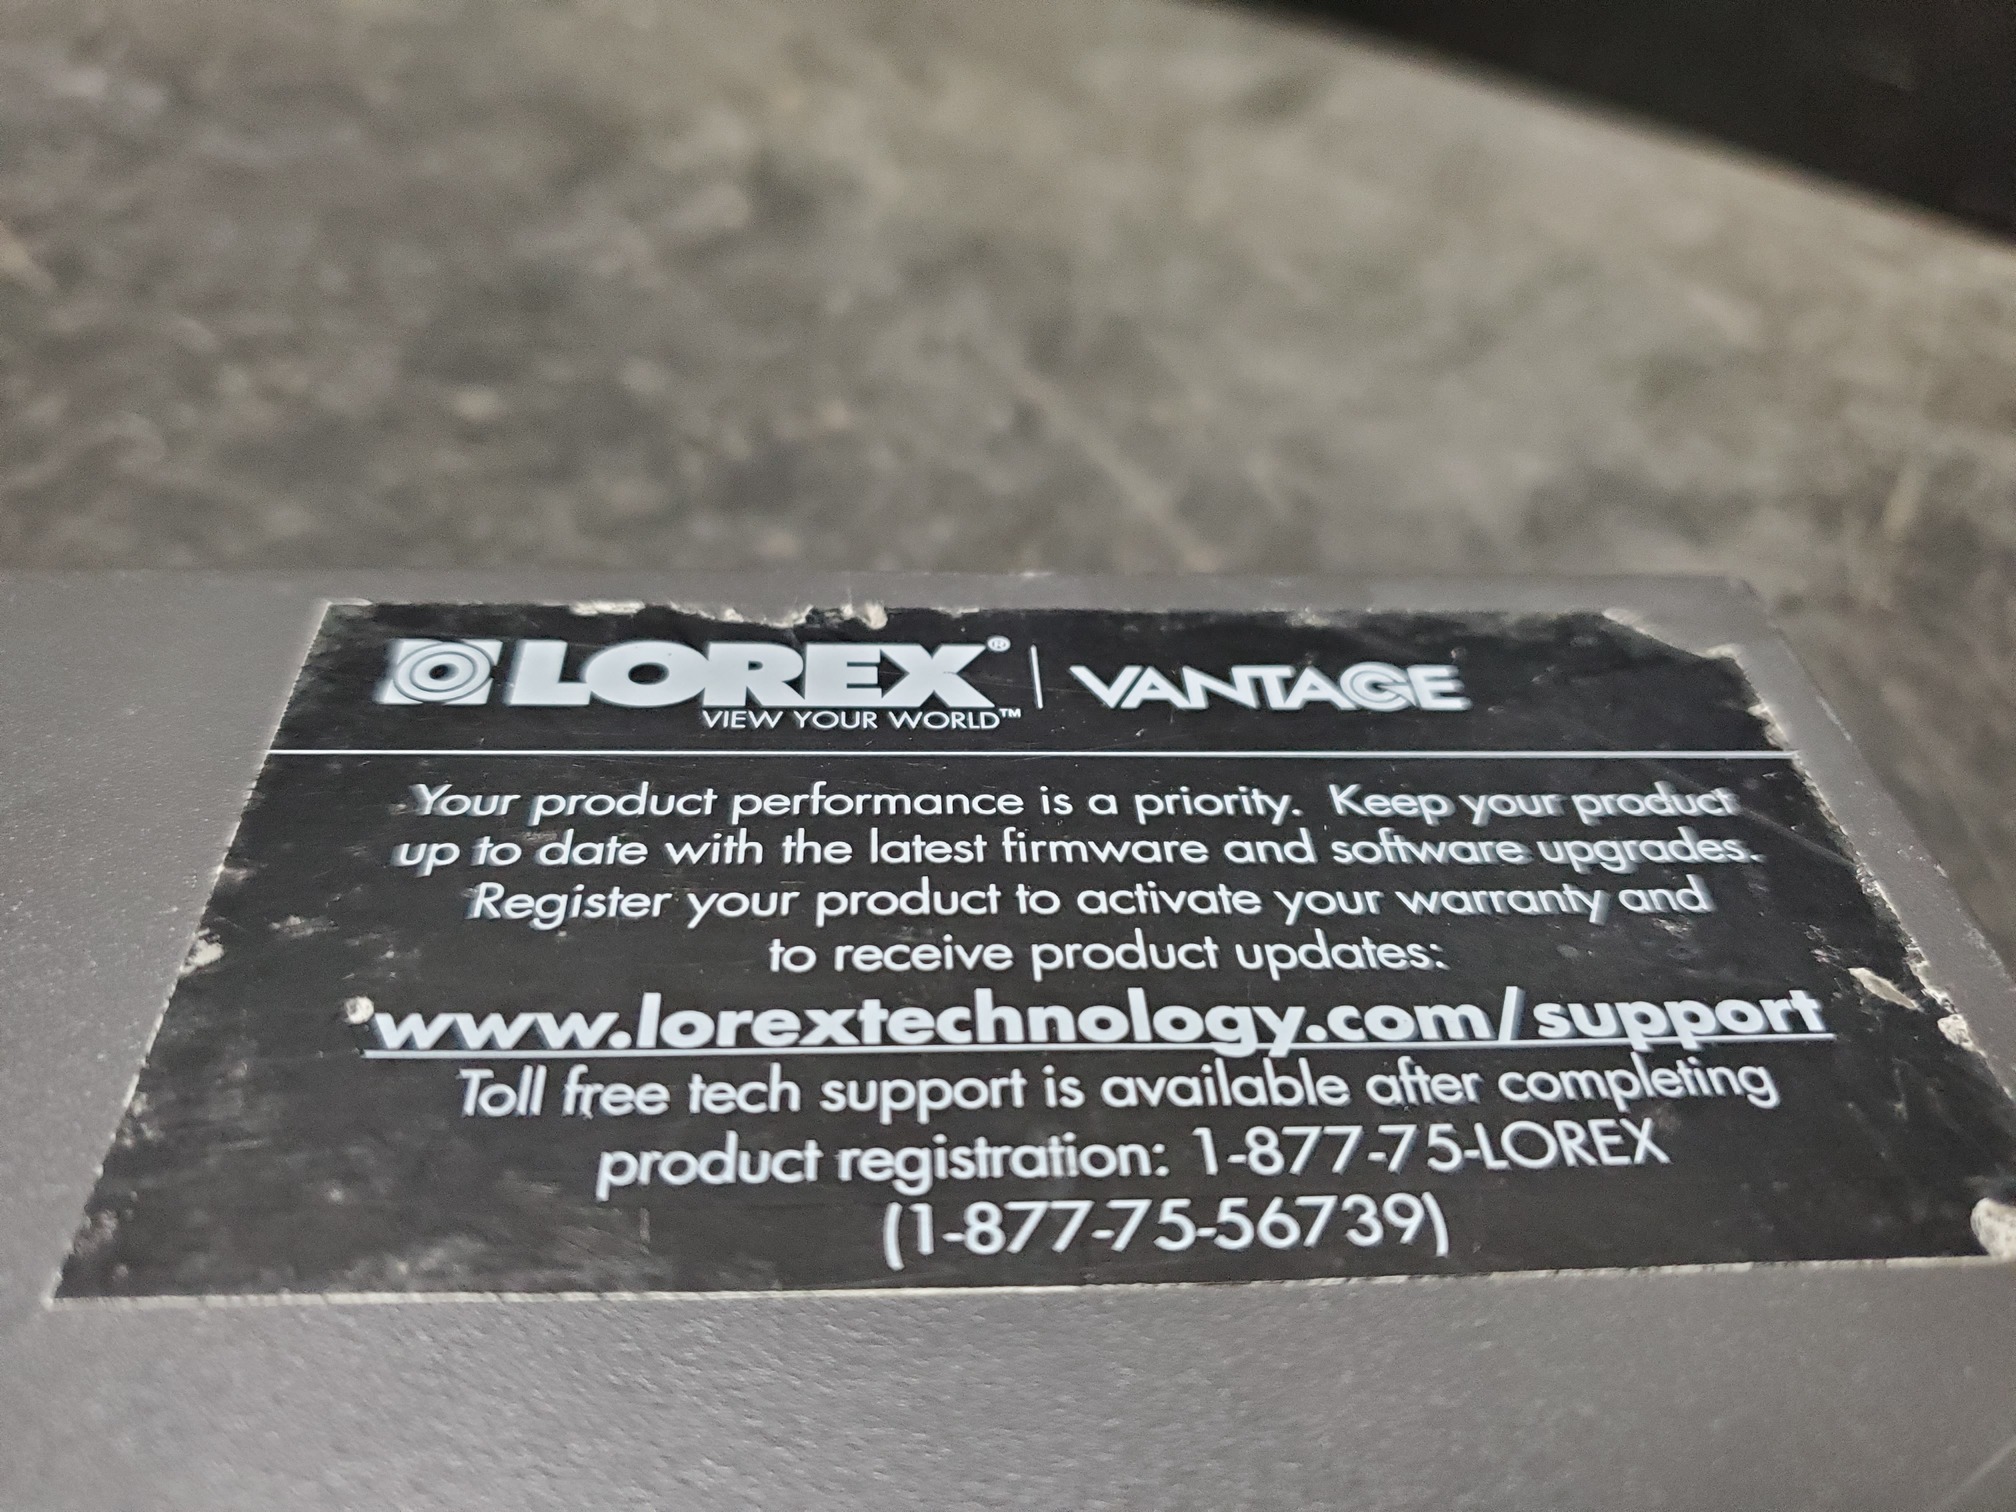 LOREX® | VANTAGE
VIEW YOUR WORLD™
Your product performance is a priority. Keep your product
up to date with the latest firmware and software upgrades.
Register your product to activate your warranty and
to receive product updates:
www.lorextechnology.com/support
Toll free tech support is available after completing
product registration: 1-877-75-LOREX
(1-877-75-56739)